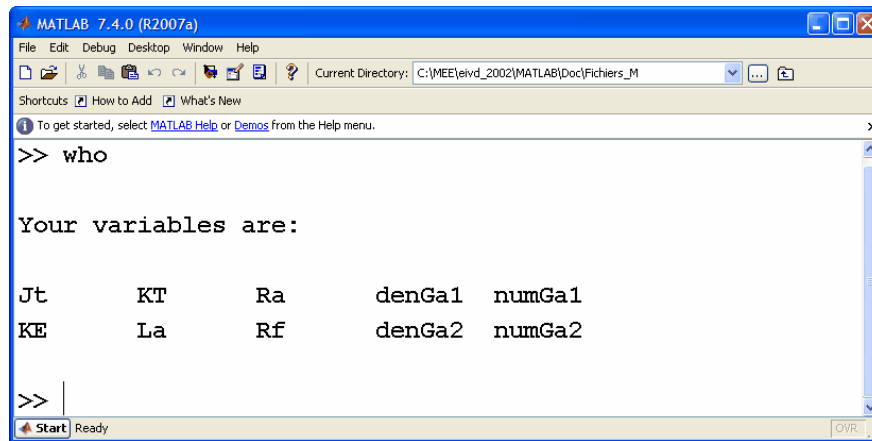 MATLAB 7.4.0 (R2007a)
File Edit Debug Desktop Window Help
Current Directory: C:\MEE\eivd_2002\MATLAB\Doc\Fichiers_M
Shortcuts How to Add What's New
To get started, select MATLAB Help or Demos from the Help menu.
>> who
Your variables are:
Jt KT Ra denGa1 numGa1
KE La Rf denGa2 numGa2
>>
Start Ready OVR